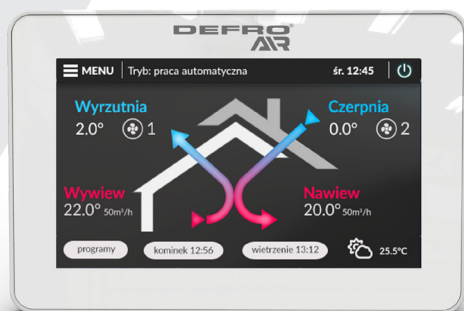 DEFRO
AIR
MENU Tryb: praca automatyczna śr. 12:45
Wyrzutnia
2.0° 1
Czerpnia
0.0° 2
Wywiew
22.0° 50m³/h
Nawiew
20.0° 50m³/h
programy kominek 12:56 wietrzenie 13:12 25.5°C